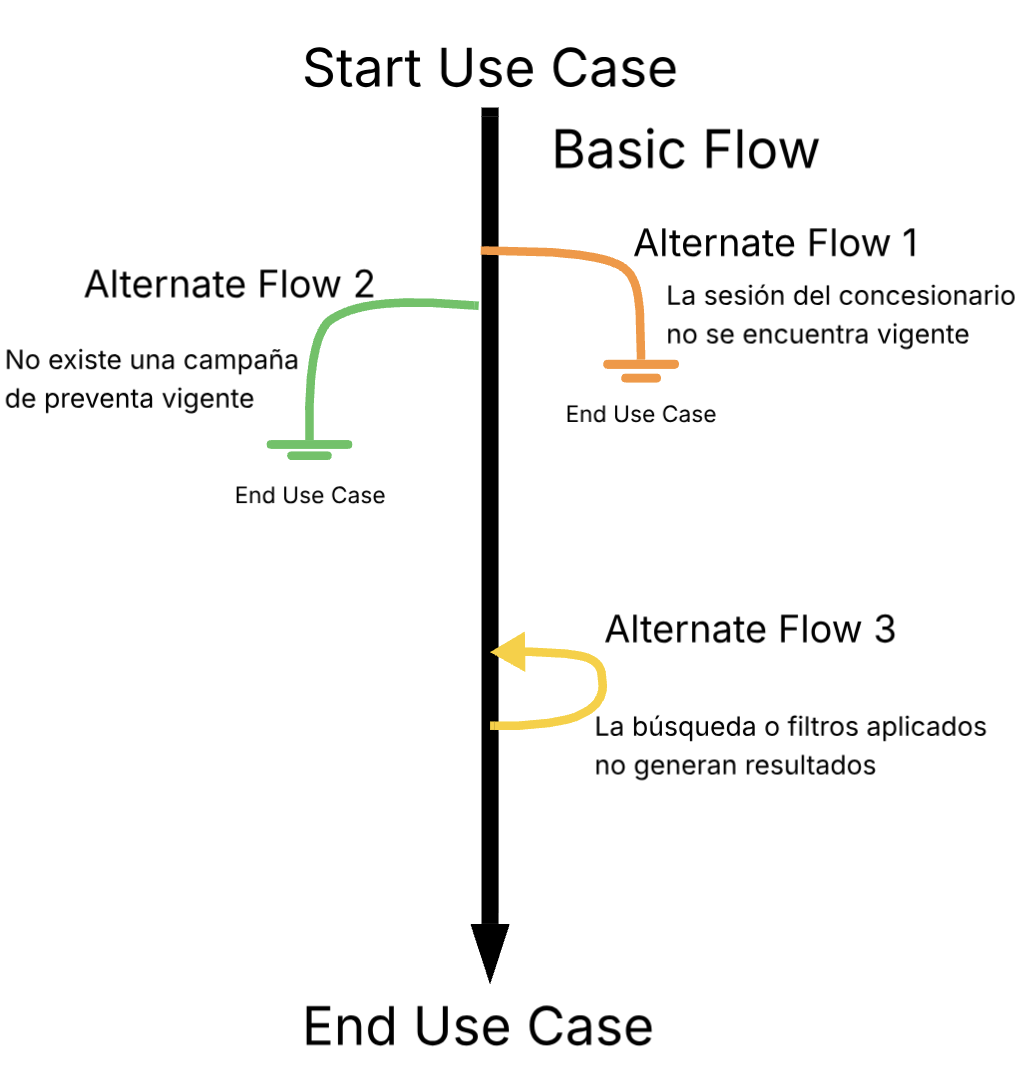 Start Use Case
Basic Flow
Alternate Flow 1
La sesión del concesionario
no se encuentra vigente
End Use Case
Alternate Flow 2
No existe una campaña
de preventa vigente
End Use Case
Alternate Flow 3
La búsqueda o filtros aplicados
no generan resultados
End Use Case